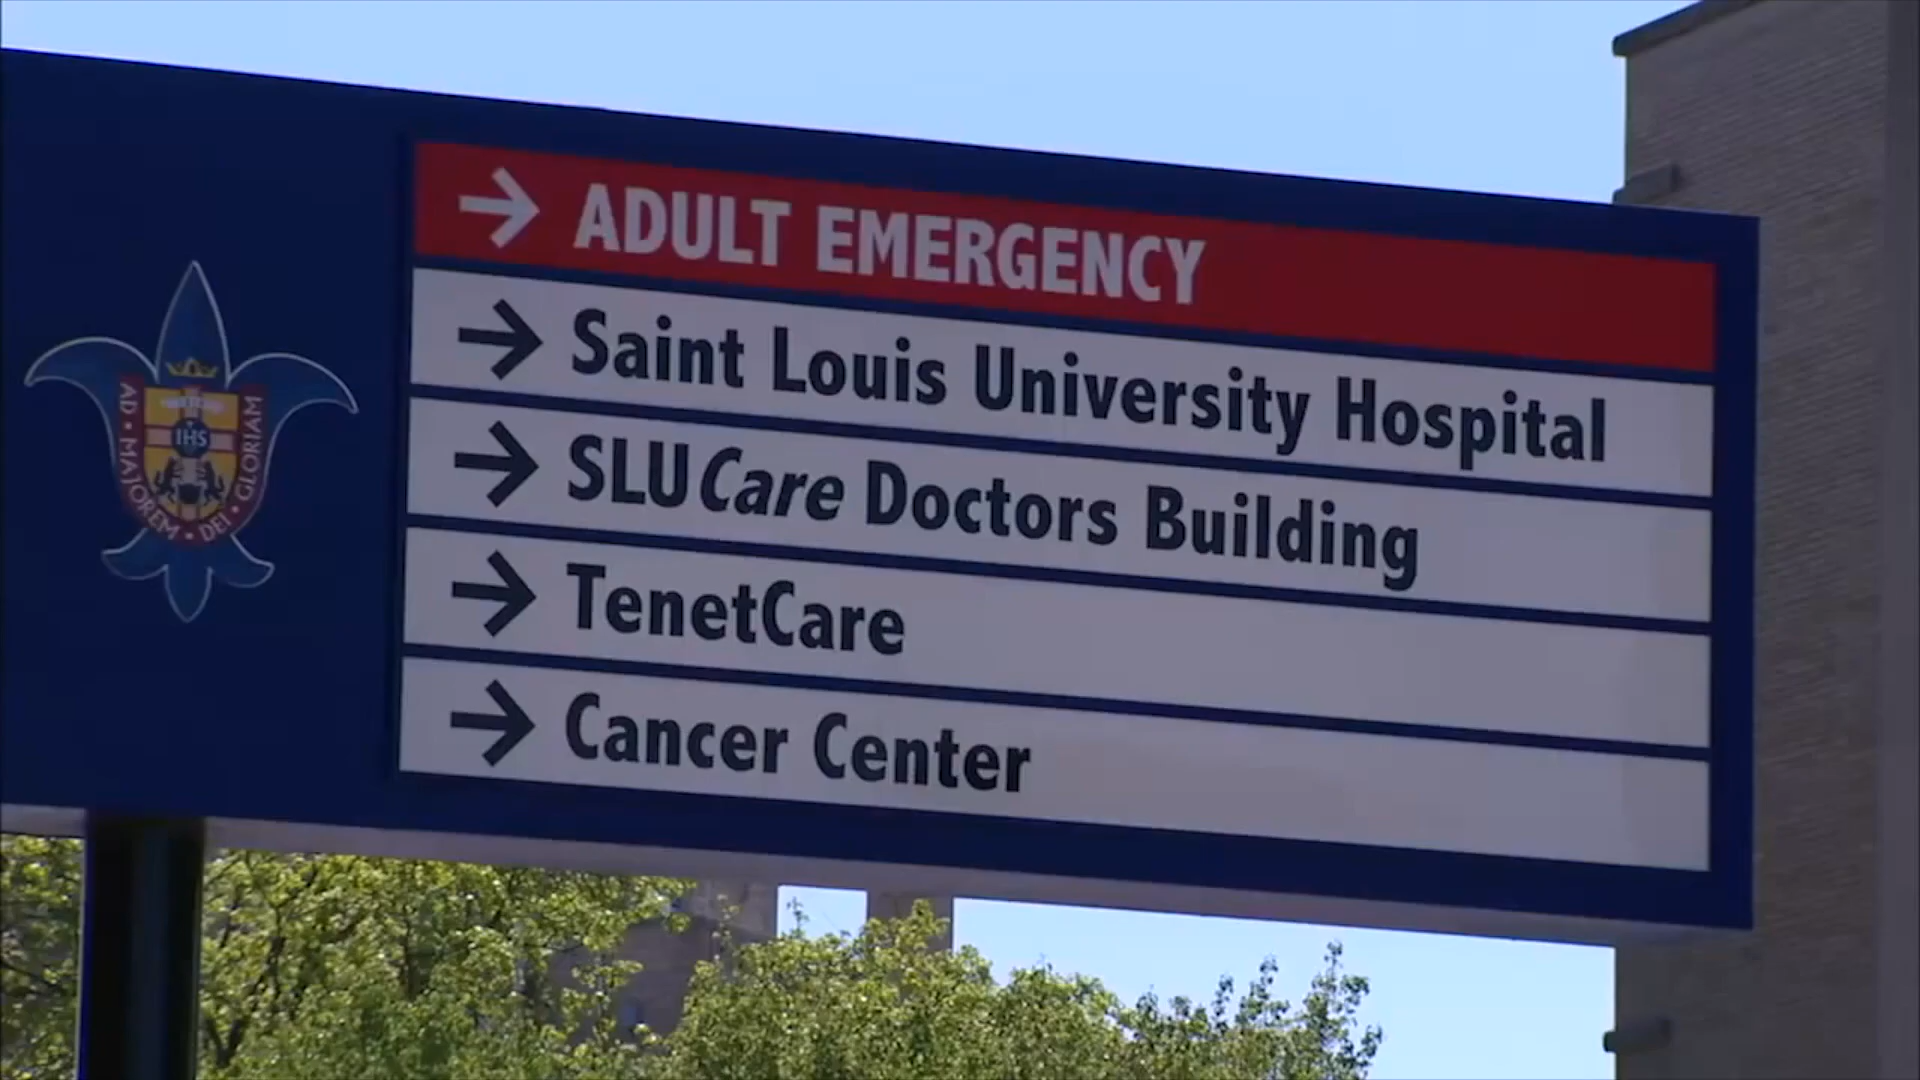 → ADULT EMERGENCY
→ Saint Louis University Hospital
→ SLUCare Doctors Building
→ TenetCare
→ Cancer Center
AD • MAJOREM • DEI • GLORIAM
IHS